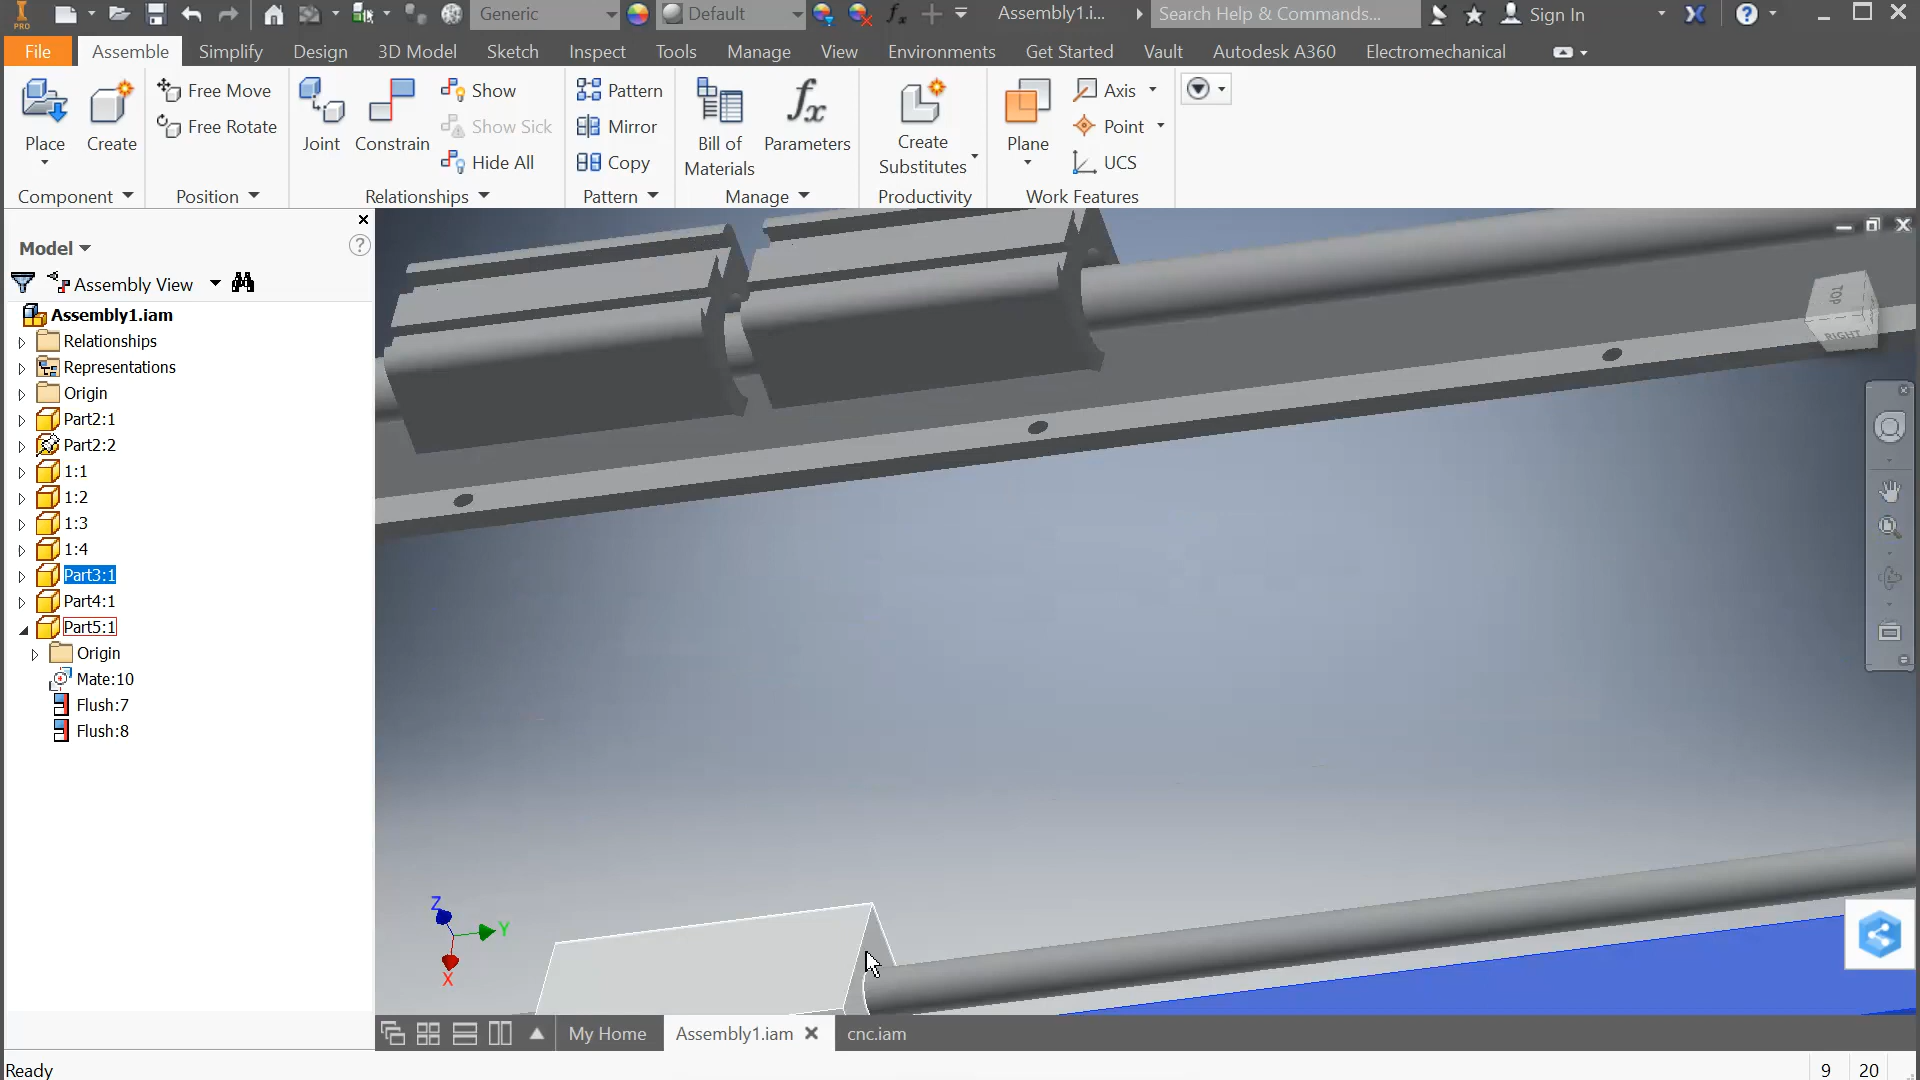 PRO
Generic
Default
Assembly1.i...
Search Help & Commands...
Sign In
File
Assemble
Simplify
Design
3D Model
Sketch
Inspect
Tools
Manage
View
Environments
Get Started
Vault
Autodesk A360
Electromechanical
Place
Create
Free Move
Free Rotate
Joint
Constrain
Show
Show Sick
Hide All
Pattern
Mirror
Copy
Bill of
Materials
Parameters
Create
Substitutes
Plane
Axis
Point
UCS
Component
Position
Relationships
Pattern
Manage
Productivity
Work Features
Model
Assembly View
Assembly1.iam
Relationships
Representations
Origin
Part2:1
Part2:2
1:1
1:2
1:3
1:4
Part3:1
Part4:1
Part5:1
Origin
Mate:10
Flush:7
Flush:8
TOP
RIGHT
Z
Y
X
My Home
Assembly1.iam
cnc.iam
Ready
9
20